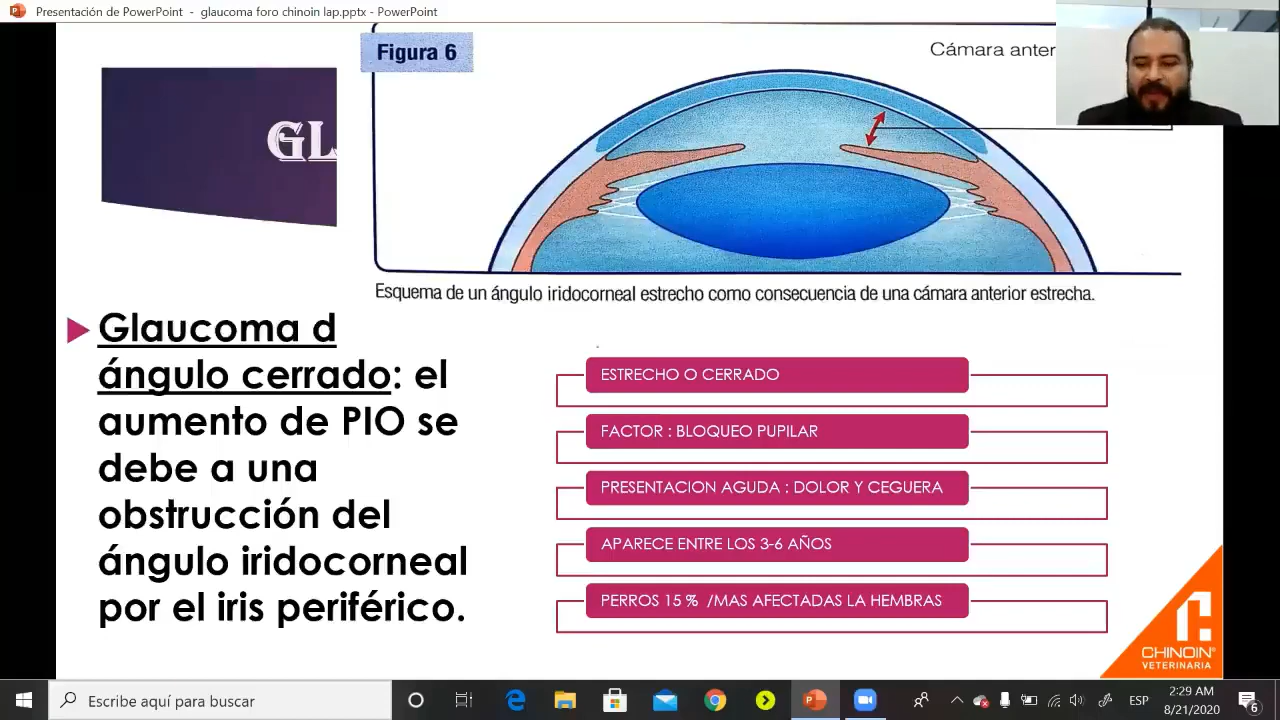 Presentación de PowerPoint - glaucoma foro chinoin lap.pptx - PowerPoint
Figura 6
Cámara anter
GL
Esquema de un ángulo iridocorneal estrecho como consecuencia de una cámara anterior estrecha.
Glaucoma d
ángulo cerrado: el
aumento de PIO se
debe a una
obstrucción del
ángulo iridocorneal
por el iris periférico.
ESTRECHO O CERRADO
FACTOR : BLOQUEO PUPILAR
PRESENTACION AGUDA : DOLOR Y CEGUERA
APARECE ENTRE LOS 3-6 AÑOS
PERROS 15 % /MAS AFECTADAS LA HEMBRAS
CHINOIN®
VETERINARIA
Escribe aquí para buscar
ESP
2:29 AM
8/21/2020
6